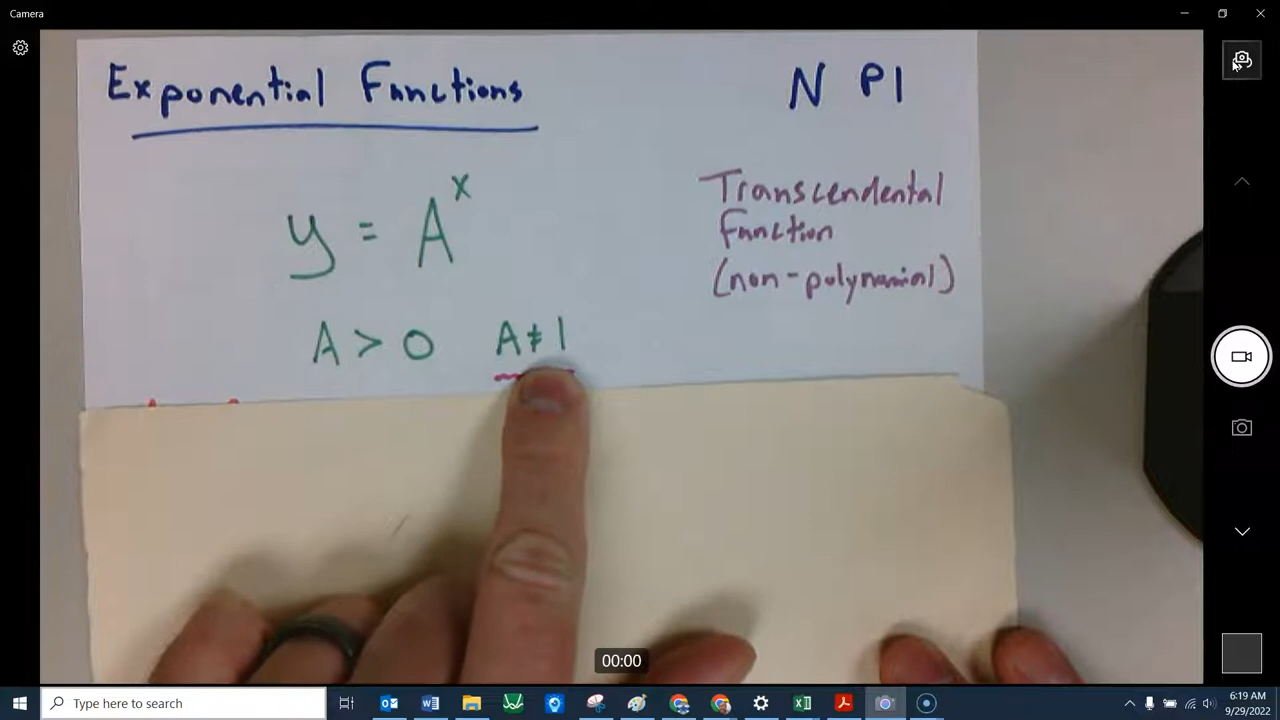 Camera
Exponential Functions
N P1
y = A^x
Transcendental
Function
(non-polynomial)
A > 0 A ≠ 1
00:00
Type here to search
6:19 AM
9/29/2022